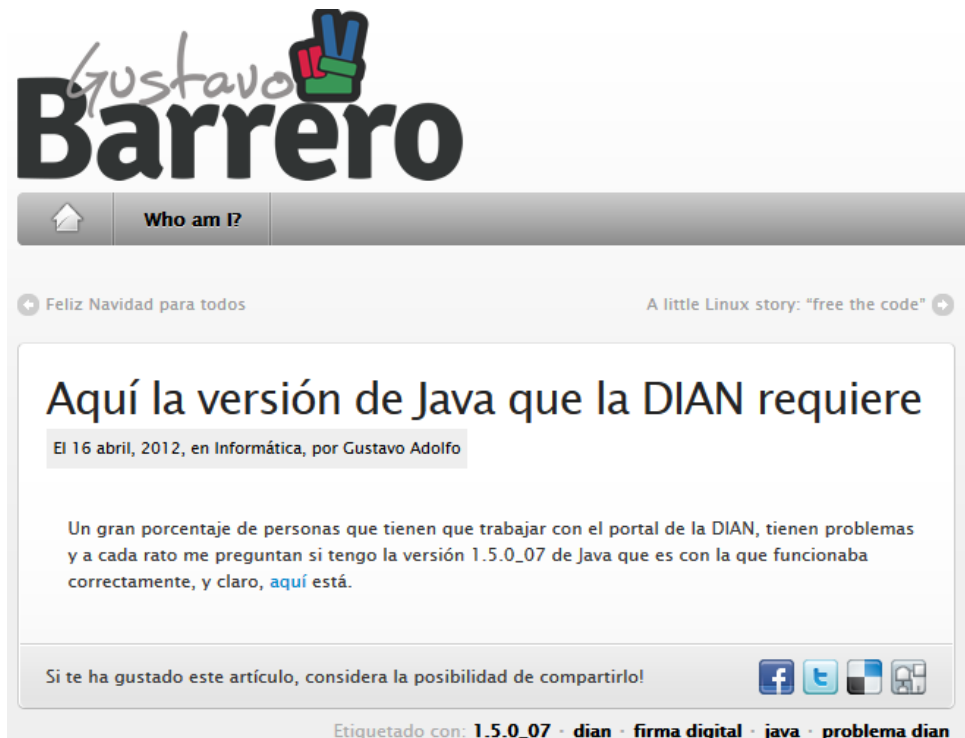 Gustavo
Barrero
Who am I?
Feliz Navidad para todos
A little Linux story: “free the code”
Aquí la versión de Java que la DIAN requiere
El 16 abril, 2012, en Informática, por Gustavo Adolfo
Un gran porcentaje de personas que tienen que trabajar con el portal de la DIAN, tienen problemas
y a cada rato me preguntan si tengo la versión 1.5.0_07 de Java que es con la que funcionaba
correctamente, y claro, aquí está.
Si te ha gustado este artículo, considera la posibilidad de compartirlo!
Etiquetado con: 1.5.0_07 · dian · firma digital · java · problema dian